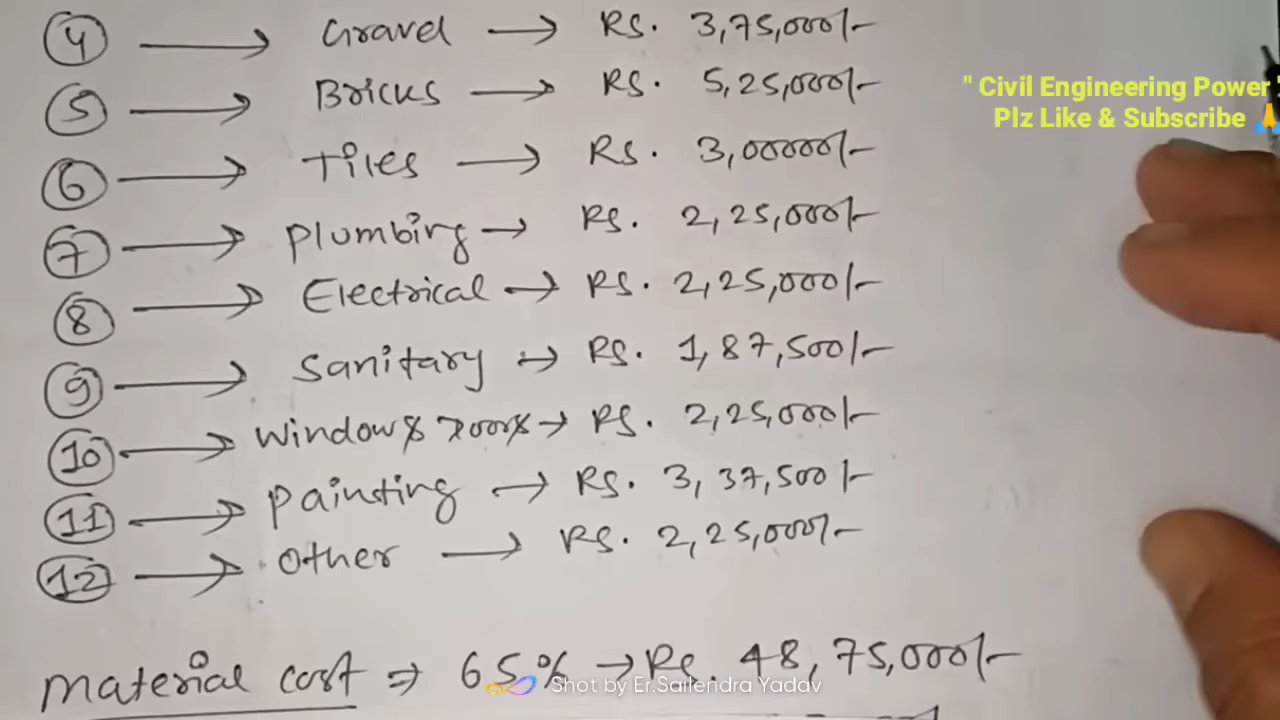 ④ → Gravel → Rs. 3,75,000/-
⑤ → Bricks → Rs. 5,25,000/-
" Civil Engineering Power "
Plz Like & Subscribe 🙏
⑥ → Tiles → Rs. 3,00000/-
⑦ → Plumbing → Rs. 2,25,000/-
⑧ → Electrical → Rs. 2,25,000/-
⑨ → Sanitary → Rs. 1,87,500/-
⑩ → Window & Doors → Rs. 2,25,000/-
⑪ → Painting → Rs. 3,37,500/-
⑫ → Other → Rs. 2,25,000/-
Material cost ⇒ 65% → Rs. 48,75,000/-
Shot by Er.Sailendra Yadav